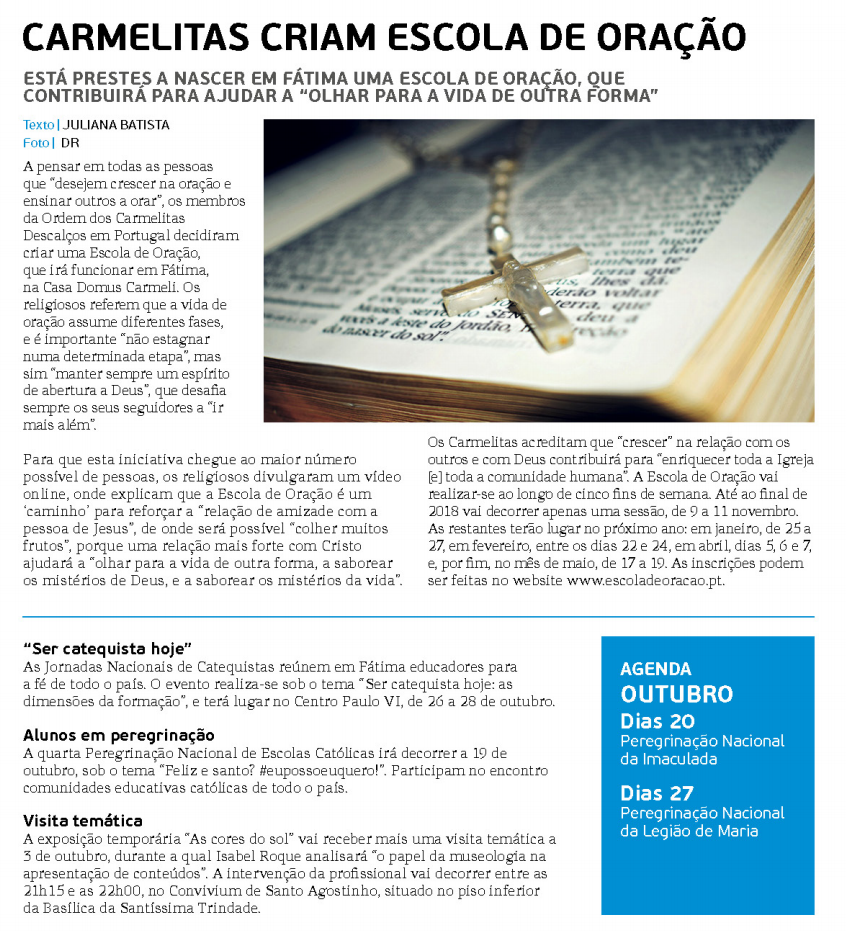 CARMELITAS CRIAM ESCOLA DE ORAÇÃO
ESTÁ PRESTES A NASCER EM FÁTIMA UMA ESCOLA DE ORAÇÃO, QUE
CONTRIBUIRÁ PARA AJUDAR A “OLHAR PARA A VIDA DE OUTRA FORMA”
Texto | JULIANA BATISTA
Foto | DR
A pensar em todas as pessoas
que “desejem crescer na oração e
ensinar outros a orar”, os membros
da Ordem dos Carmelitas
Descalços em Portugal decidiram
criar uma Escola de Oração,
que irá funcionar em Fátima,
na Casa Domus Carmeli. Os
religiosos referem que a vida de
oração assume diferentes fases,
e é importante “não estagnar
numa determinada etapa”, mas
sim “manter sempre um espírito
de abertura a Deus”, que desafia
sempre os seus seguidores a “ir
mais além”.
Para que esta iniciativa chegue ao maior número
possível de pessoas, os religiosos divulgaram um vídeo
online, onde explicam que a Escola de Oração é um
‘caminho’ para reforçar a “relação de amizade com a
pessoa de Jesus”, de onde será possível “colher muitos
frutos”, porque uma relação mais forte com Cristo
ajudará a “olhar para a vida de outra forma, a saborear
os mistérios de Deus, e a saborear os mistérios da vida”.
lhes dá.
derão voltar
terra, que
deu a
vocês a leste do Jordão,
do nascer do sol”.
Os Carmelitas acreditam que “crescer” na relação com os
outros e com Deus contribuirá para “enriquecer toda a Igreja
[e] toda a comunidade humana”. A Escola de Oração vai
realizar-se ao longo de cinco fins de semana. Até ao final de
2018 vai decorrer apenas uma sessão, de 9 a 11 novembro.
As restantes terão lugar no próximo ano: em janeiro, de 25 a
27, em fevereiro, entre os dias 22 e 24, em abril, dias 5, 6 e 7,
e, por fim, no mês de maio, de 17 a 19. As inscrições podem
ser feitas no website www.escoladeoracao.pt.
“Ser catequista hoje”
As Jornadas Nacionais de Catequistas reúnem em Fátima educadores para
a fé de todo o país. O evento realiza-se sob o tema “Ser catequista hoje: as
dimensões da formação”, e terá lugar no Centro Paulo VI, de 26 a 28 de outubro.
Alunos em peregrinação
A quarta Peregrinação Nacional de Escolas Católicas irá decorrer a 19 de
outubro, sob o tema “Feliz e santo? #eupossoeuquero!”. Participam no encontro
comunidades educativas católicas de todo o país.
Visita temática
A exposição temporária “As cores do sol” vai receber mais uma visita temática a
3 de outubro, durante a qual Isabel Roque analisará “o papel da museologia na
apresentação de conteúdos”. A intervenção da profissional vai decorrer entre as
21h15 e as 22h00, no Convivium de Santo Agostinho, situado no piso inferior
da Basílica da Santíssima Trindade.
AGENDA
OUTUBRO
Dias 20
Peregrinação Nacional
da Imaculada
Dias 27
Peregrinação Nacional
da Legião de Maria